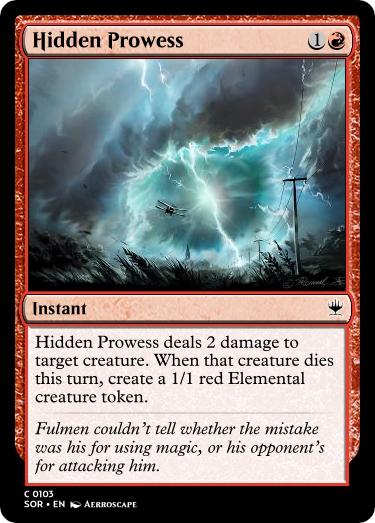 Hidden Prowess 1
Instant
Hidden Prowess deals 2 damage to
target creature. When that creature dies
this turn, create a 1/1 red Elemental
creature token.
Fulmen couldn't tell whether the mistake
was his for using magic, or his opponent's
for attacking him.
C 0103
SOR • EN Aerroscape